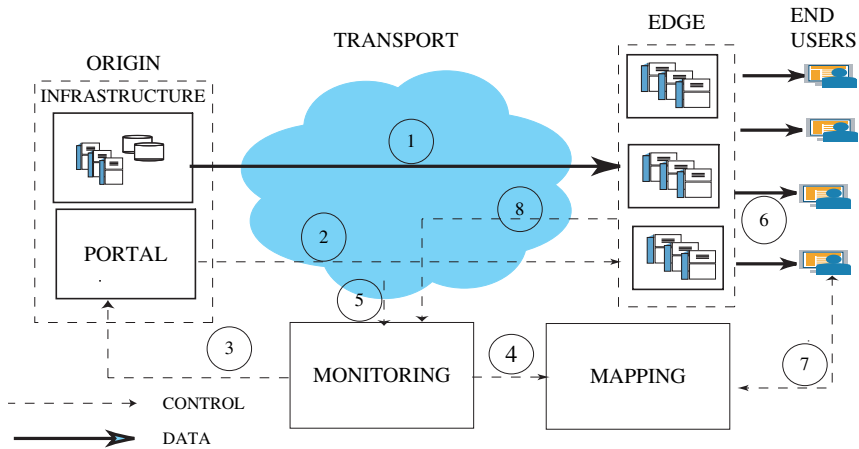 ORIGIN
TRANSPORT
EDGE
END
USERS
INFRASTRUCTURE
1
8
6
2
PORTAL
5
3
4
7
MONITORING
MAPPING
CONTROL
DATA